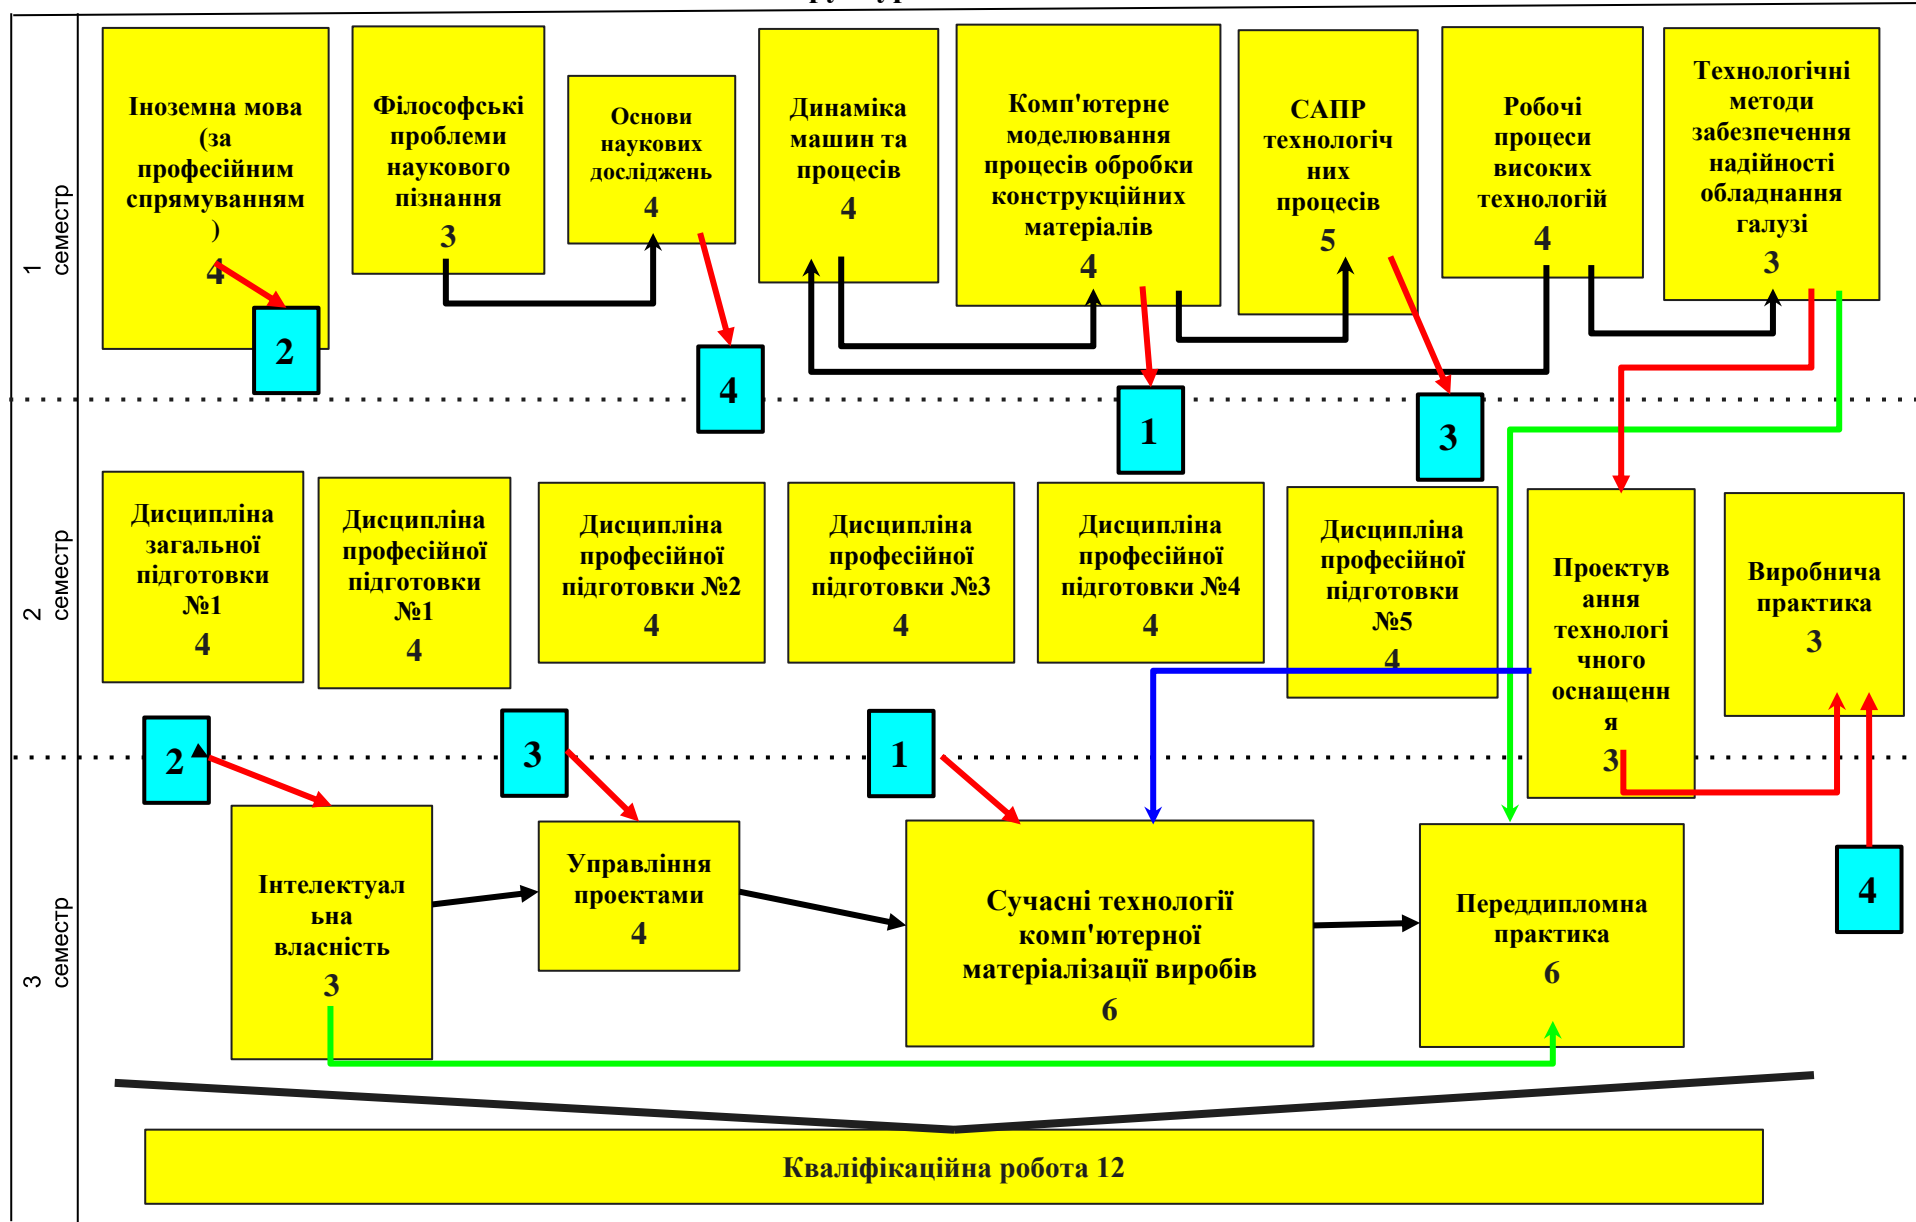 1
семестр
Іноземна мова
(за
професійним
спрямуванням
)
4
Філософські
проблеми
наукового
пізнання
3
Основи
наукових
досліджень
4
Динаміка
машин та
процесів
4
Комп'ютерне
моделювання
процесів обробки
конструкційних
матеріалів
4
САПР
технологіч
них
процесів
5
Робочі
процеси
високих
технологій
4
Технологічні
методи
забезпечення
надійності
обладнання
галузі
3
2
4
1
3
2
семестр
Дисципліна
загальної
підготовки
№1
4
Дисципліна
професійної
підготовки
№1
4
Дисципліна
професійної
підготовки №2
4
Дисципліна
професійної
підготовки №3
4
Дисципліна
професійної
підготовки №4
4
Дисципліна
професійної
підготовки
№5
4
Проектув
ання
технологі
чного
оснащенн
я
3
Виробнича
практика
3
2
3
1
4
3
семестр
Інтелектуал
ьна
власність
3
Управління
проектами
4
Сучасні технології
комп'ютерної
матеріалізації виробів
6
Переддипломна
практика
6
Кваліфікаційна робота 12